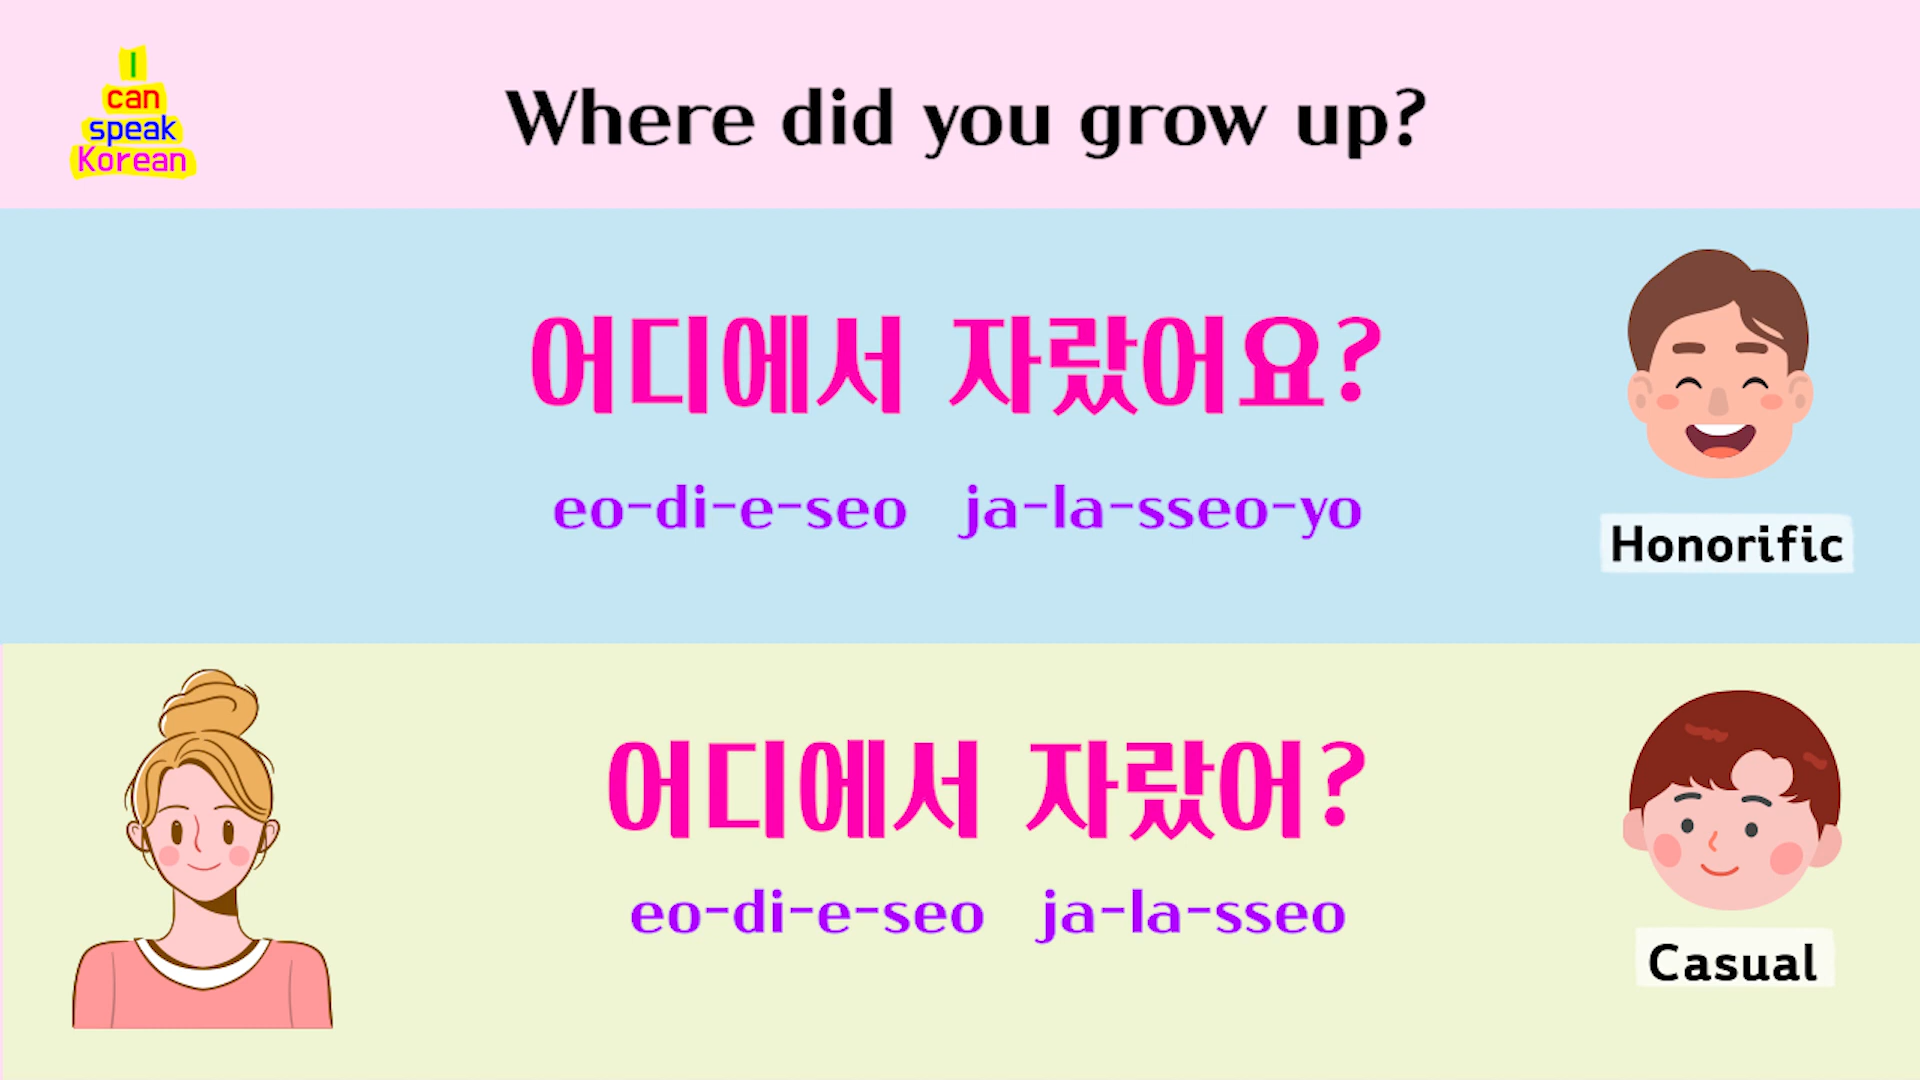 I
can
speak
Korean
Where did you grow up?
어디에서 자랐어요?
eo-di-e-seo ja-la-sseo-yo
Honorific
어디에서 자랐어?
eo-di-e-seo ja-la-sseo
Casual